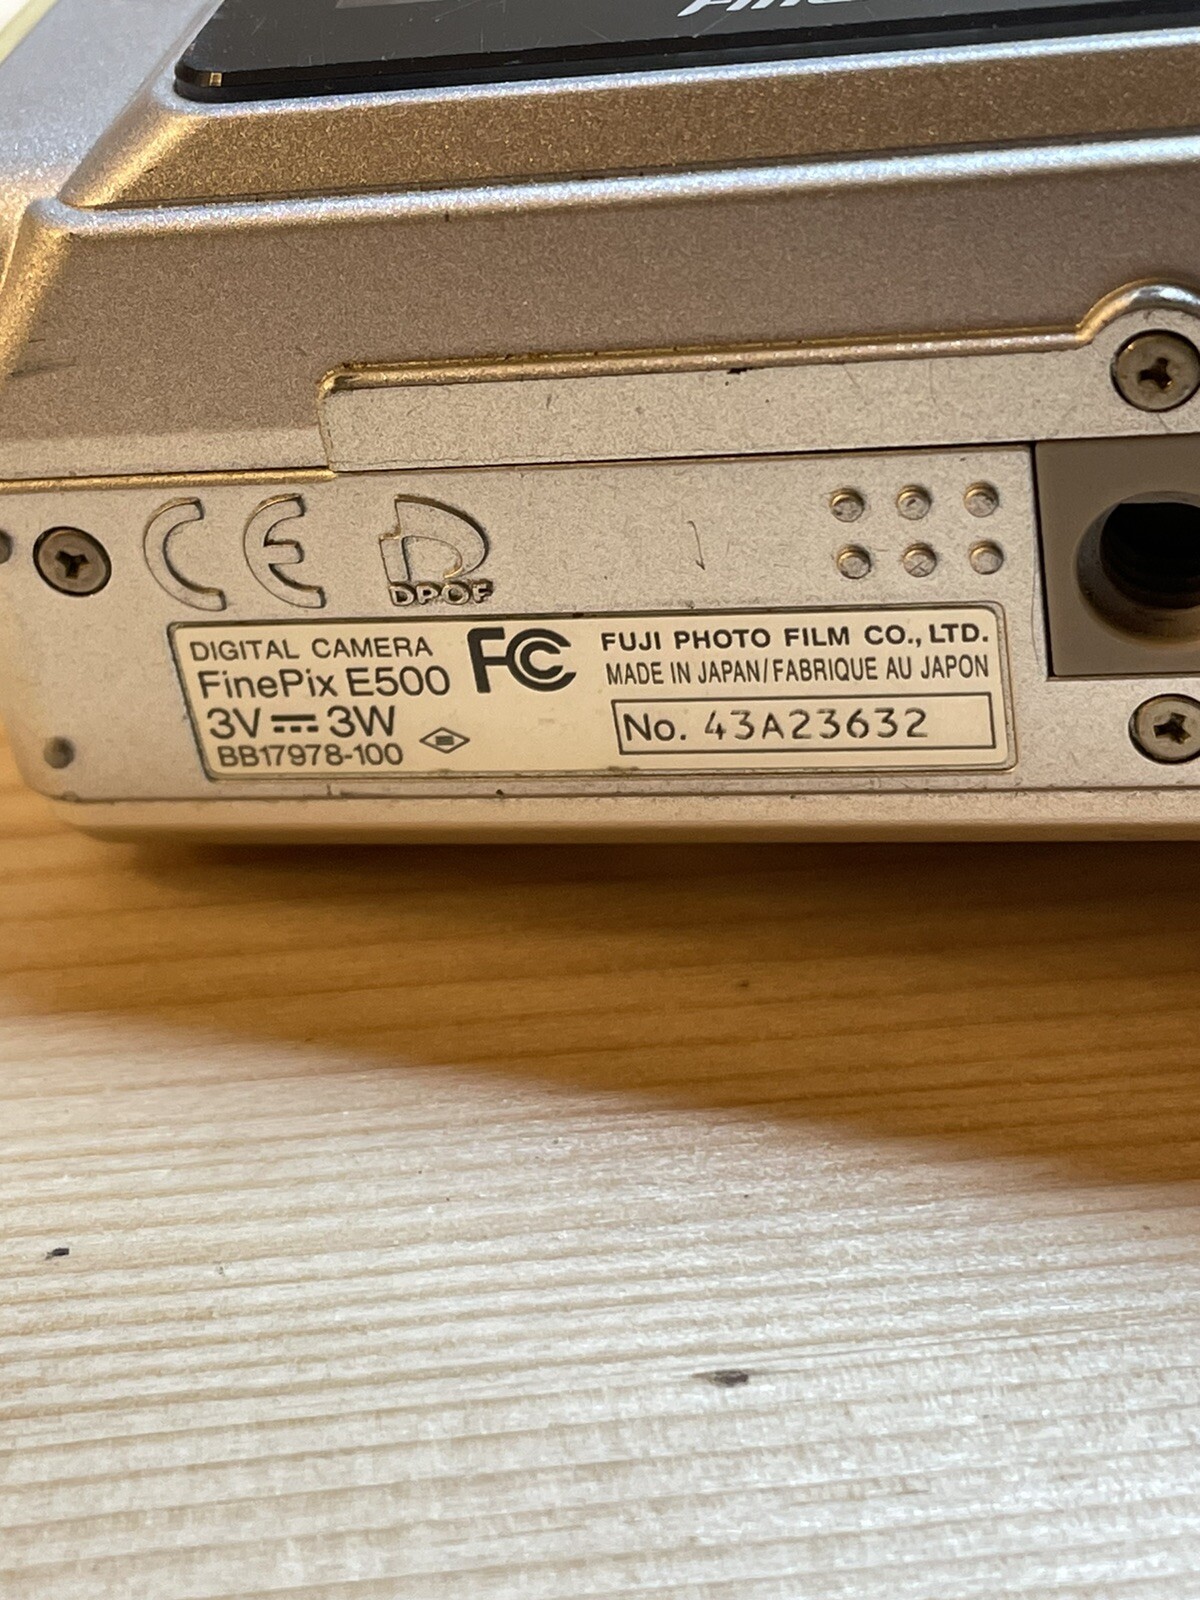 CE
DPOF
DIGITAL CAMERA
FinePix E500
3V ⎓ 3W
BB17978-100
FC
FUJI PHOTO FILM CO., LTD.
MADE IN JAPAN/FABRIQUE AU JAPON
No. 43A23632